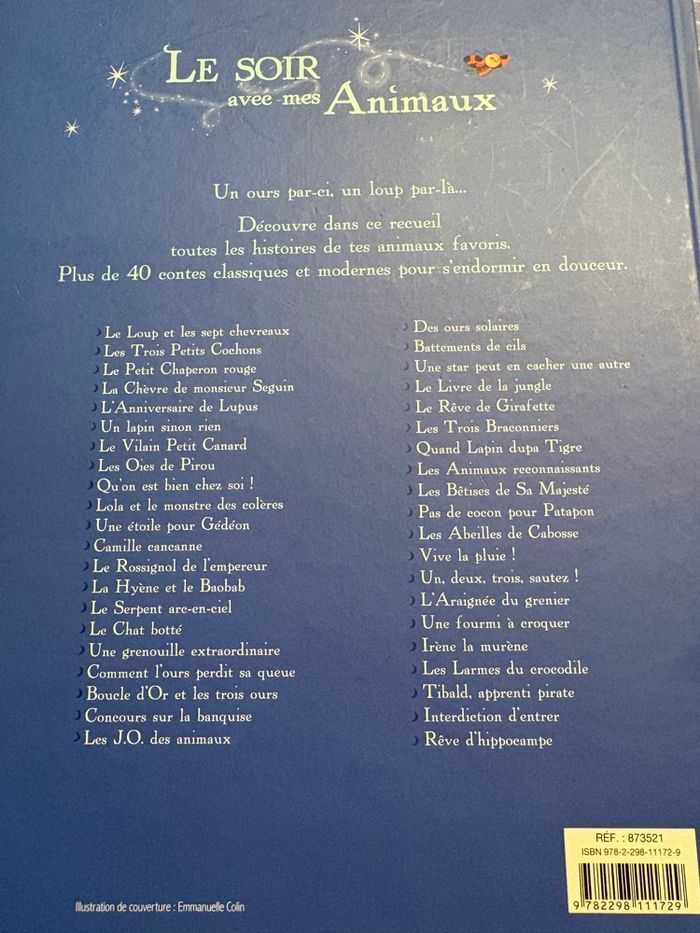 LE SOIR
avec mes Animaux
Un ours par-ci, un loup par-là...
Découvre dans ce recueil
toutes les histoires de tes animaux favoris.
Plus de 40 contes classiques et modernes pour s'endormir en douceur.
Le Loup et les sept chevreaux
Les Trois Petits Cochons
Le Petit Chaperon rouge
La Chèvre de monsieur Seguin
L'Anniversaire de Lupus
Un lapin sinon rien
Le Vilain Petit Canard
Les Oies de Pirou
Qu'on est bien chez soi !
Lola et le monstre des colères
Une étoile pour Gédéon
Camille cancanne
Le Rossignol de l'empereur
La Hyène et le Baobab
Le Serpent arc-en-ciel
Le Chat botté
Une grenouille extraordinaire
Comment l'ours perdit sa queue
Boucle d'Or et les trois ours
Concours sur la banquise
Les J.O. des animaux
Des ours solaires
Battements de cils
Une star peut en cacher une autre
Le Livre de la jungle
Le Rêve de Girafette
Les Trois Braconniers
Quand Lapin dupa Tigre
Les Animaux reconnaissants
Les Bêtises de Sa Majesté
Pas de cocon pour Patapon
Les Abeilles de Cabosse
Vive la pluie !
Un, deux, trois, sautez !
L'Araignée du grenier
Une fourmi à croquer
Irène la murène
Les Larmes du crocodile
Tibald, apprenti pirate
Interdiction d'entrer
Rêve d'hippocampe
RÉF. : 873521
ISBN 978-2-298-11172-9
9 782298 111729
Illustration de couverture : Emmanuelle Colin